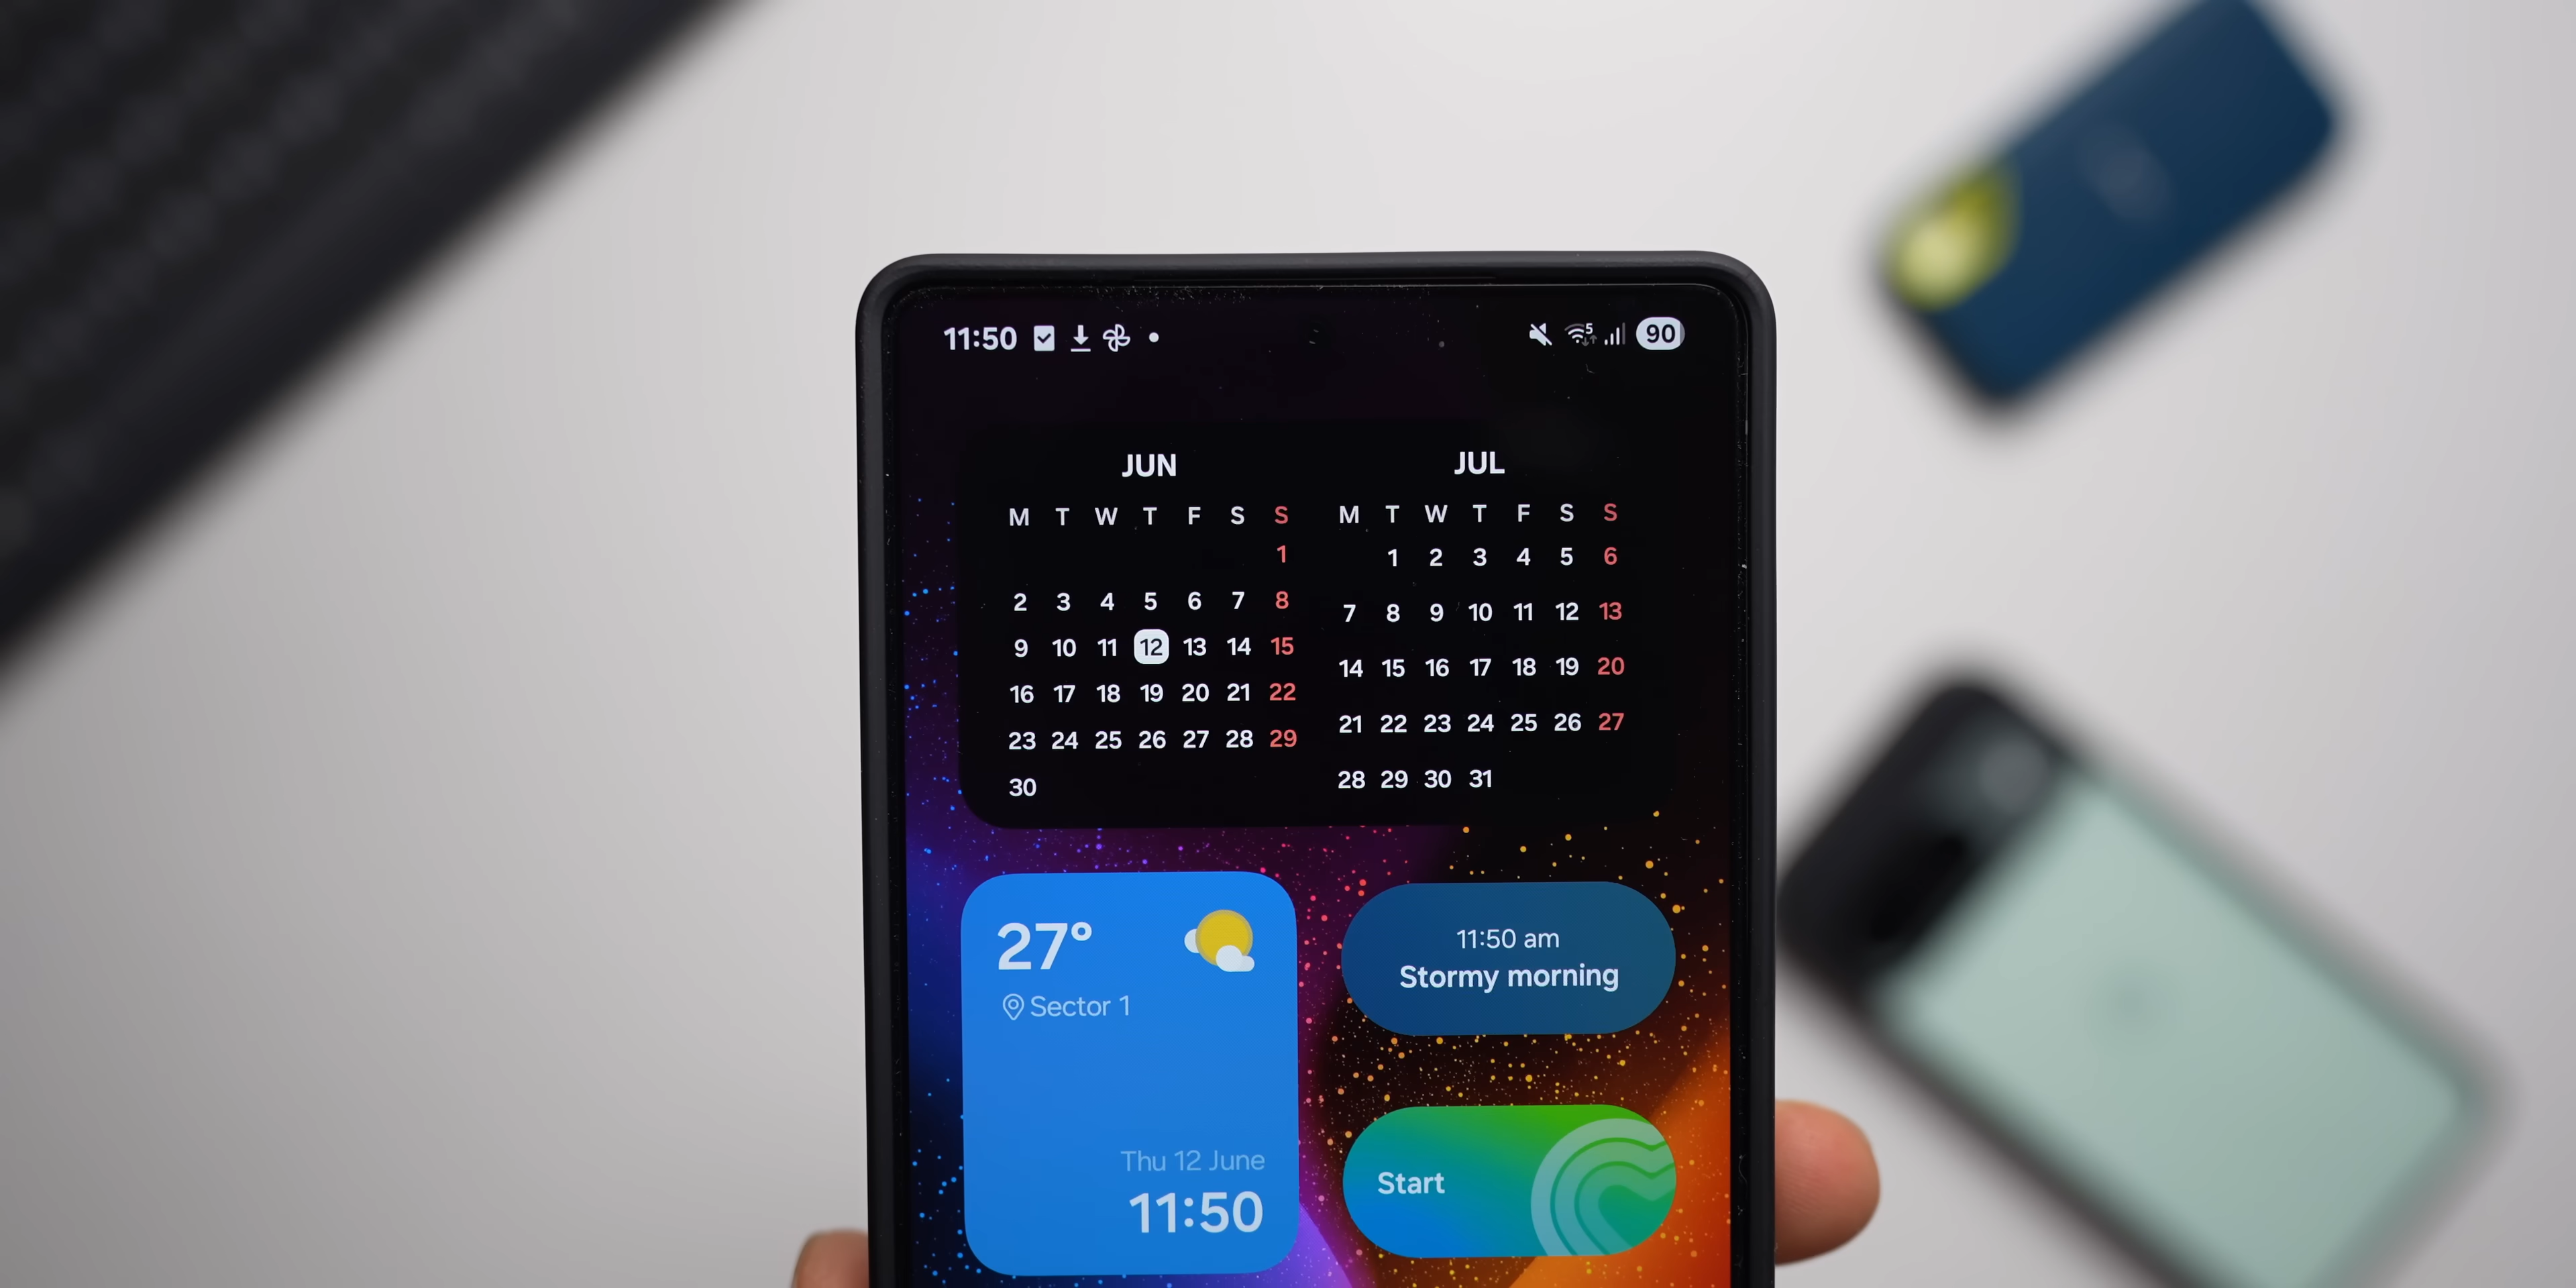 11:50
5
90
JUN
M T W T F S S
1
2 3 4 5 6 7 8
9 10 11 12 13 14 15
16 17 18 19 20 21 22
23 24 25 26 27 28 29
30
JUL
M T W T F S S
1 2 3 4 5 6
7 8 9 10 11 12 13
14 15 16 17 18 19 20
21 22 23 24 25 26 27
28 29 30 31
27°
Sector 1
Thu 12 June
11:50
11:50 am
Stormy morning
Start